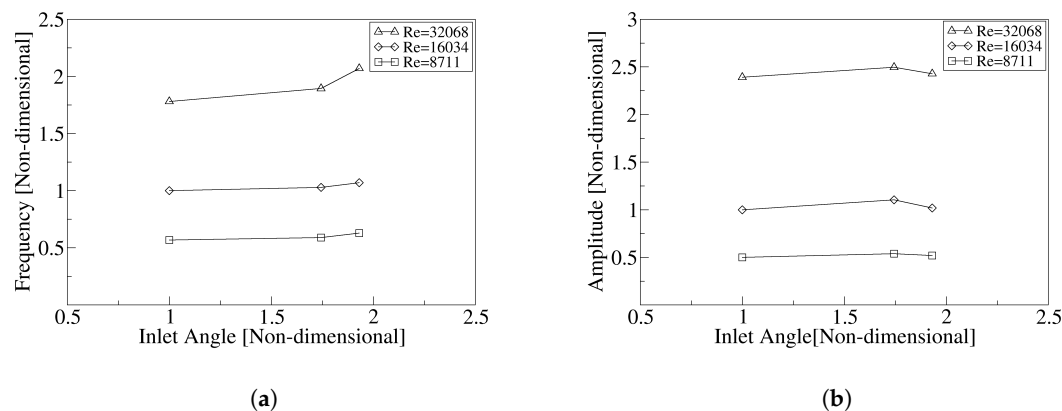 2.5
2
1.5
1
0.5
0.5
1
1.5
2
2.5
Frequency [Non-dimensional]
Inlet Angle [Non-dimensional]
Re=32068
Re=16034
Re=8711
(a)
3
2.5
2
1.5
1
0.5
0.5
1
1.5
2
2.5
Amplitude [Non-dimensional]
Inlet Angle[Non-dimensional]
Re=32068
Re=16034
Re=8711
(b)